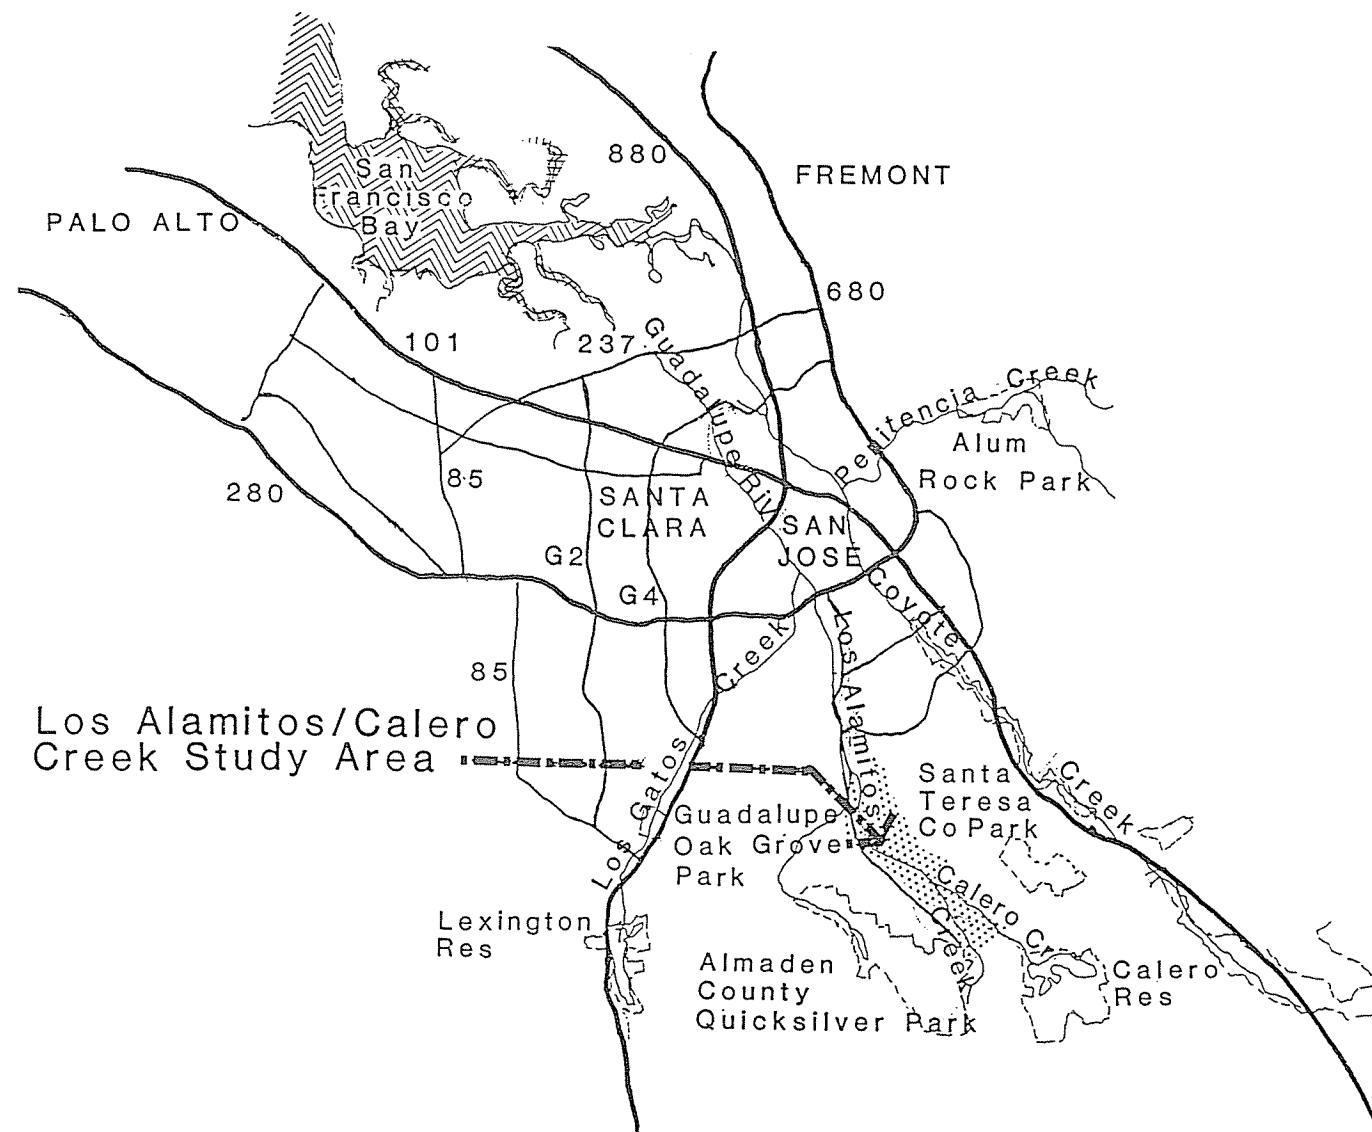 San
Francisco
Bay
880
FREMONT
PALO ALTO
680
101
237
Guadalupe Riv
Penitencia Creek
Alum
Rock Park
280
85
SANTA
CLARA
SAN
JOSE
G2
G4
Coyote
Creek
Creek
Los Alamitos
85
Los Alamitos/Calero
Creek Study Area
Los Gatos
Guadalupe
Oak Grove
Park
Santa
Teresa
Co Park
Calero Cr
Creek
Lexington
Res
Almaden
County
Quicksilver Park
Calero
Res